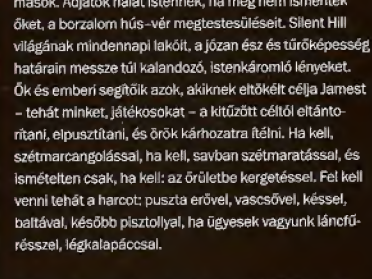 mások. Adjatok hálát istennek, ha még nem ismeritek
őket, a borzalom hús–vér megtestesüléseit. Silent Hill
világának mindennapi lakóit, a józan ész és tűrőképesség
határain messze túl kalandozó, istenkáromló lényeket.
Ők és emberi segítőik azok, akiknek eltökélt célja Jamest
– tehát minket, játékosokat – a kitűzött céltól eltánto-
rítani, elpusztítani, és örök kárhozatra ítélni. Ha kell,
szétmarcangolással, ha kell, savban szétmaratással, és
ismételten csak, ha kell: az őrületbe kergetéssel. Fel kell
venni tehát a harcot: puszta erővel, vascsővel, késsel,
baltával, később pisztollyal, ha ügyesek vagyunk láncfű-
résszel, légkalapáccsal.